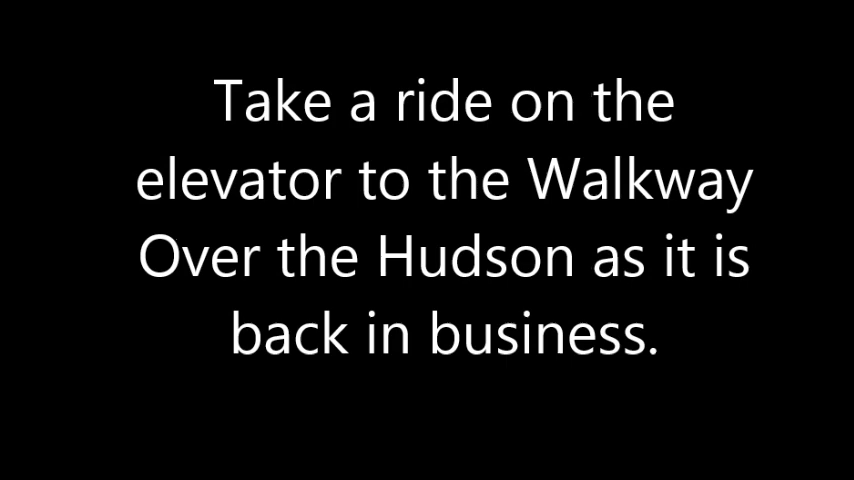 Take a ride on the
elevator to the Walkway
Over the Hudson as it is
back in business.